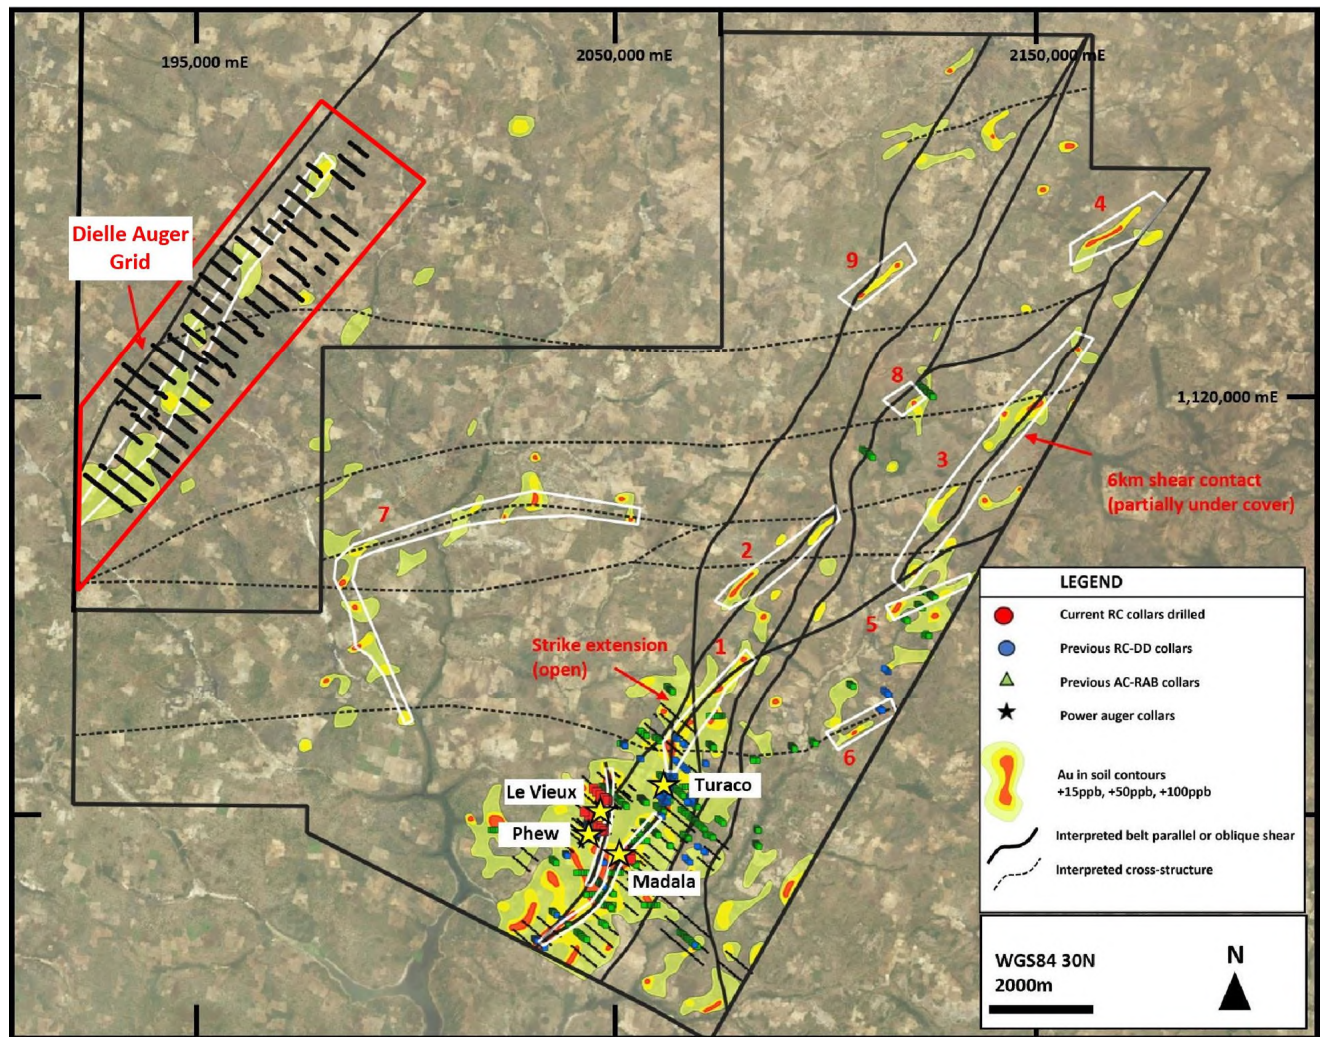 195,000 mE
2050,000 mE
2150,000 mE
Dielle Auger
Grid
4
9
8
1,120,000 mE
3
6km shear contact
(partially under cover)
7
2
5
Strike extension
(open)
1
6
Le Vieux
Turaco
Phew
Madala
LEGEND
Current RC collars drilled
Previous RC-DD collars
Previous AC-RAB collars
Power auger collars
Au in soil contours
+15ppb, +50ppb, +100ppb
Interpreted belt parallel or oblique shear
Interpreted cross-structure
WGS84 30N
2000m
N